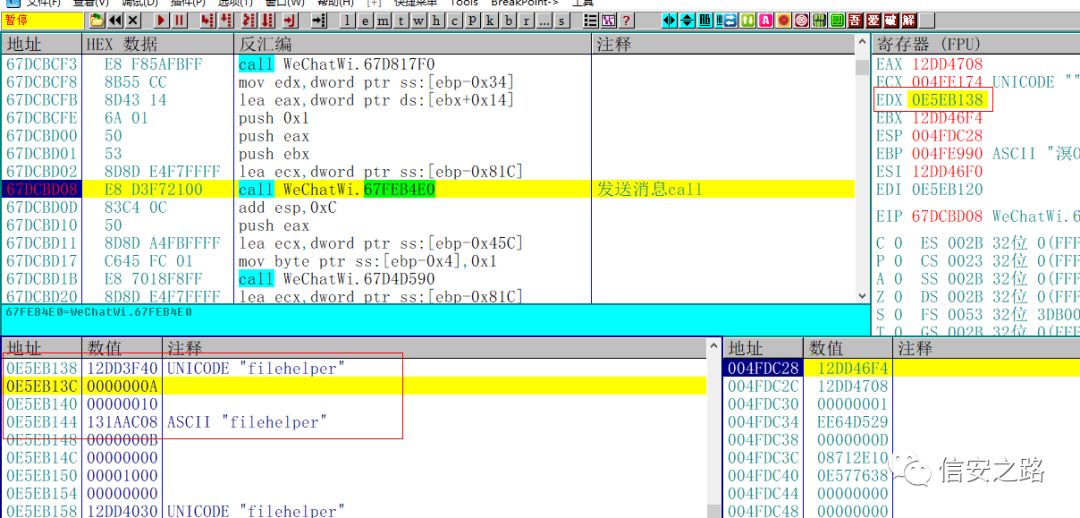 文件(F) 查看(V) 调试(D) 插件(P) 选项(T) 窗口(W) 帮助(H) [+] 快捷菜单 Tools BreakPoint-> 工具
暂停 l e m t w h c p k b r ... s ? 吾 爱 破 解
地址 HEX 数据 反汇编 注释
67DCBCF3 E8 F85AFBFF call WeChatWi.67D817F0
67DCBCF8 8B55 CC mov edx,dword ptr ss:[ebp-0x34]
67DCBCFB 8D43 14 lea eax,dword ptr ds:[ebx+0x14]
67DCBCFE 6A 01 push 0x1
67DCBD00 50 push eax
67DCBD01 53 push ebx
67DCBD02 8D8D E4F7FFFF lea ecx,dword ptr ss:[ebp-0x81C]
67DCBD08 E8 D3F72100 call WeChatWi.67FEB4E0 发送消息call
67DCBD0D 83C4 0C add esp,0xC
67DCBD10 50 push eax
67DCBD11 8D8D A4FBFFFF lea ecx,dword ptr ss:[ebp-0x45C]
67DCBD17 C645 FC 01 mov byte ptr ss:[ebp-0x4],0x1
67DCBD1B E8 7018F8FF call WeChatWi.67D4D590
67DCBD20 8D8D E4F7FFFF lea ecx,dword ptr ss:[ebp-0x81C]
67FEB4E0=WeChatWi.67FEB4E0
寄存器 (FPU)
EAX 12DD4708
ECX 004FE174 UNICODE ""
EDX 0E5EB138
EBX 12DD46F4
ESP 004FDC28
EBP 004FE990 ASCII "溟O
ESI 12DD46F0
EDI 0E5EB120
EIP 67DCBD08 WeChatWi.6
C 0 ES 002B 32位 0(FFF
P 0 CS 0023 32位 0(FFF
A 0 SS 002B 32位 0(FFF
Z 0 DS 002B 32位 0(FFF
S 0 FS 0053 32位 3DB00
T 0 GS 002B 32位 0(FFF
地址 数值 注释
0E5EB138 12DD3F40 UNICODE "filehelper"
0E5EB13C 0000000A
0E5EB140 00000010
0E5EB144 131AAC08 ASCII "filehelper"
0E5EB148 0000000B
0E5EB14C 00000000
0E5EB150 00001000
0E5EB154 00000000
0E5EB158 12DD4030 UNICODE "filehelper"
地址 数值 注释
004FDC28 12DD46F4
004FDC2C 12DD4708
004FDC30 00000001
004FDC34 EE64D529
004FDC38 0000000D
004FDC3C 08712E10
004FDC40 0E577638
004FDC44 00000000
004FDC48 00000000
信安之路